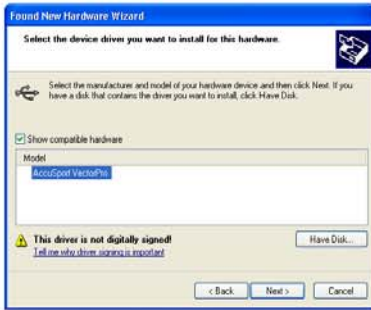 Found New Hardware Wizard
Select the device driver you want to install for this hardware.
Select the manufacturer and model of your hardware device and then click Next. If you
have a disk that contains the driver you want to install, click Have Disk.
Show compatible hardware
Model
AccuSport VectorPro
This driver is not digitally signed!
Have Disk...
Tell me why driver signing is important
< Back
Next >
Cancel